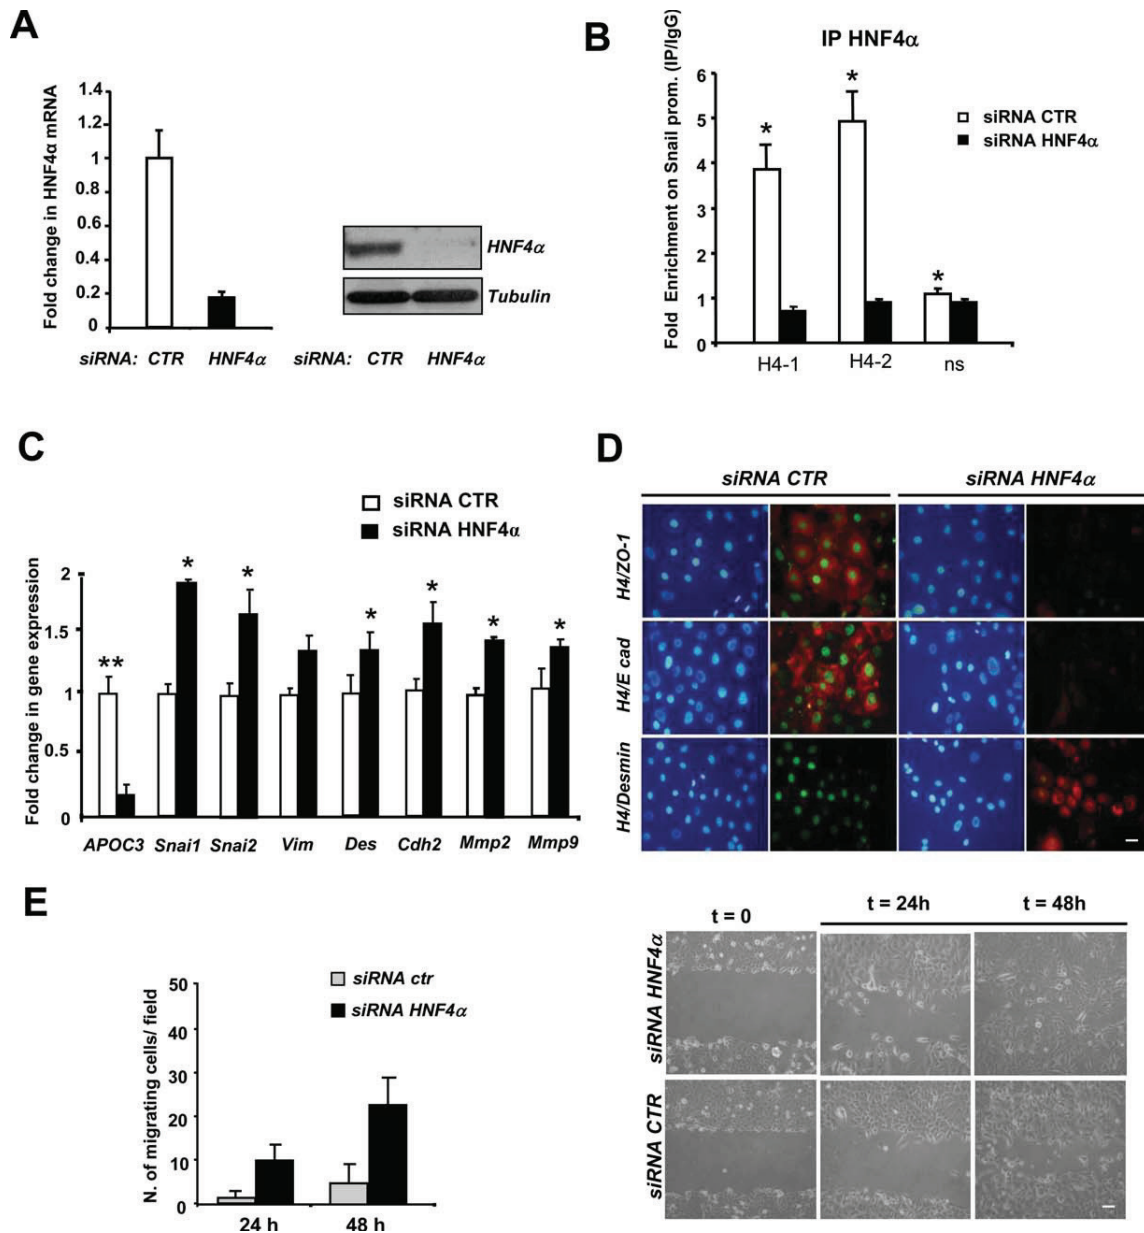 A
Fold change in HNF4α mRNA
1.4
1.2
1
0.8
0.6
0.4
0.2
0
siRNA: CTR HNF4α
HNF4α
Tubulin
siRNA: CTR HNF4α
B
IP HNF4α
Fold Enrichment on Snail prom. (IP/IgG)
6
5
4
3
2
1
0
* * *
siRNA CTR
siRNA HNF4α
H4-1 H4-2 ns
C
siRNA CTR
siRNA HNF4α
Fold change in gene expression
2
1.5
1
0.5
0
** * * * * * *
APOC3 Snai1 Snai2 Vim Des Cdh2 Mmp2 Mmp9
D
siRNA CTR siRNA HNF4α
H4/ZO-1
H4/E cad
H4/Desmin
E
N. of migrating cells/ field
50
40
30
20
10
0
siRNA ctr
siRNA HNF4α
24 h 48 h
t = 0 t = 24h t = 48h
siRNA HNF4α
siRNA CTR